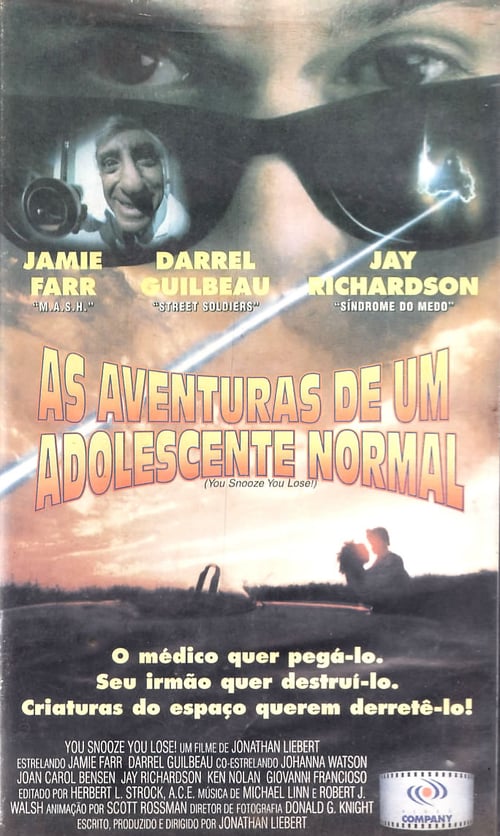 JAMIE FARR
"M.A.S.H."
DARREL GUILBEAU
"STREET SOLDIERS"
JAY RICHARDSON
"SÍNDROME DO MEDO"
AS AVENTURAS DE UM
ADOLESCENTE NORMAL
(You Snooze You Lose!)
O médico quer pegá-lo.
Seu irmão quer destruí-lo.
Criaturas do espaço querem derretê-lo!
YOU SNOOZE YOU LOSE! UM FILME DE JONATHAN LIEBERT
ESTRELANDO JAMIE FARR DARREL GUILBEAU CO-ESTRELANDO JOHANNA WATSON
JOAN CAROL BENSEN JAY RICHARDSON KEN NOLAN GIOVANNI FRANCIOSO
EDITADO POR HERBERT L. STROCK, A.C.E. MÚSICA DE MICHAEL LINN E ROBERT J.
WALSH ANIMAÇÃO POR SCOTT ROSSMAN DIRETOR DE FOTOGRAFIA DONALD G. KNIGHT
ESCRITO, PRODUZIDO E DIRIGIDO POR JONATHAN LIEBERT
VIDEO
COMPANY